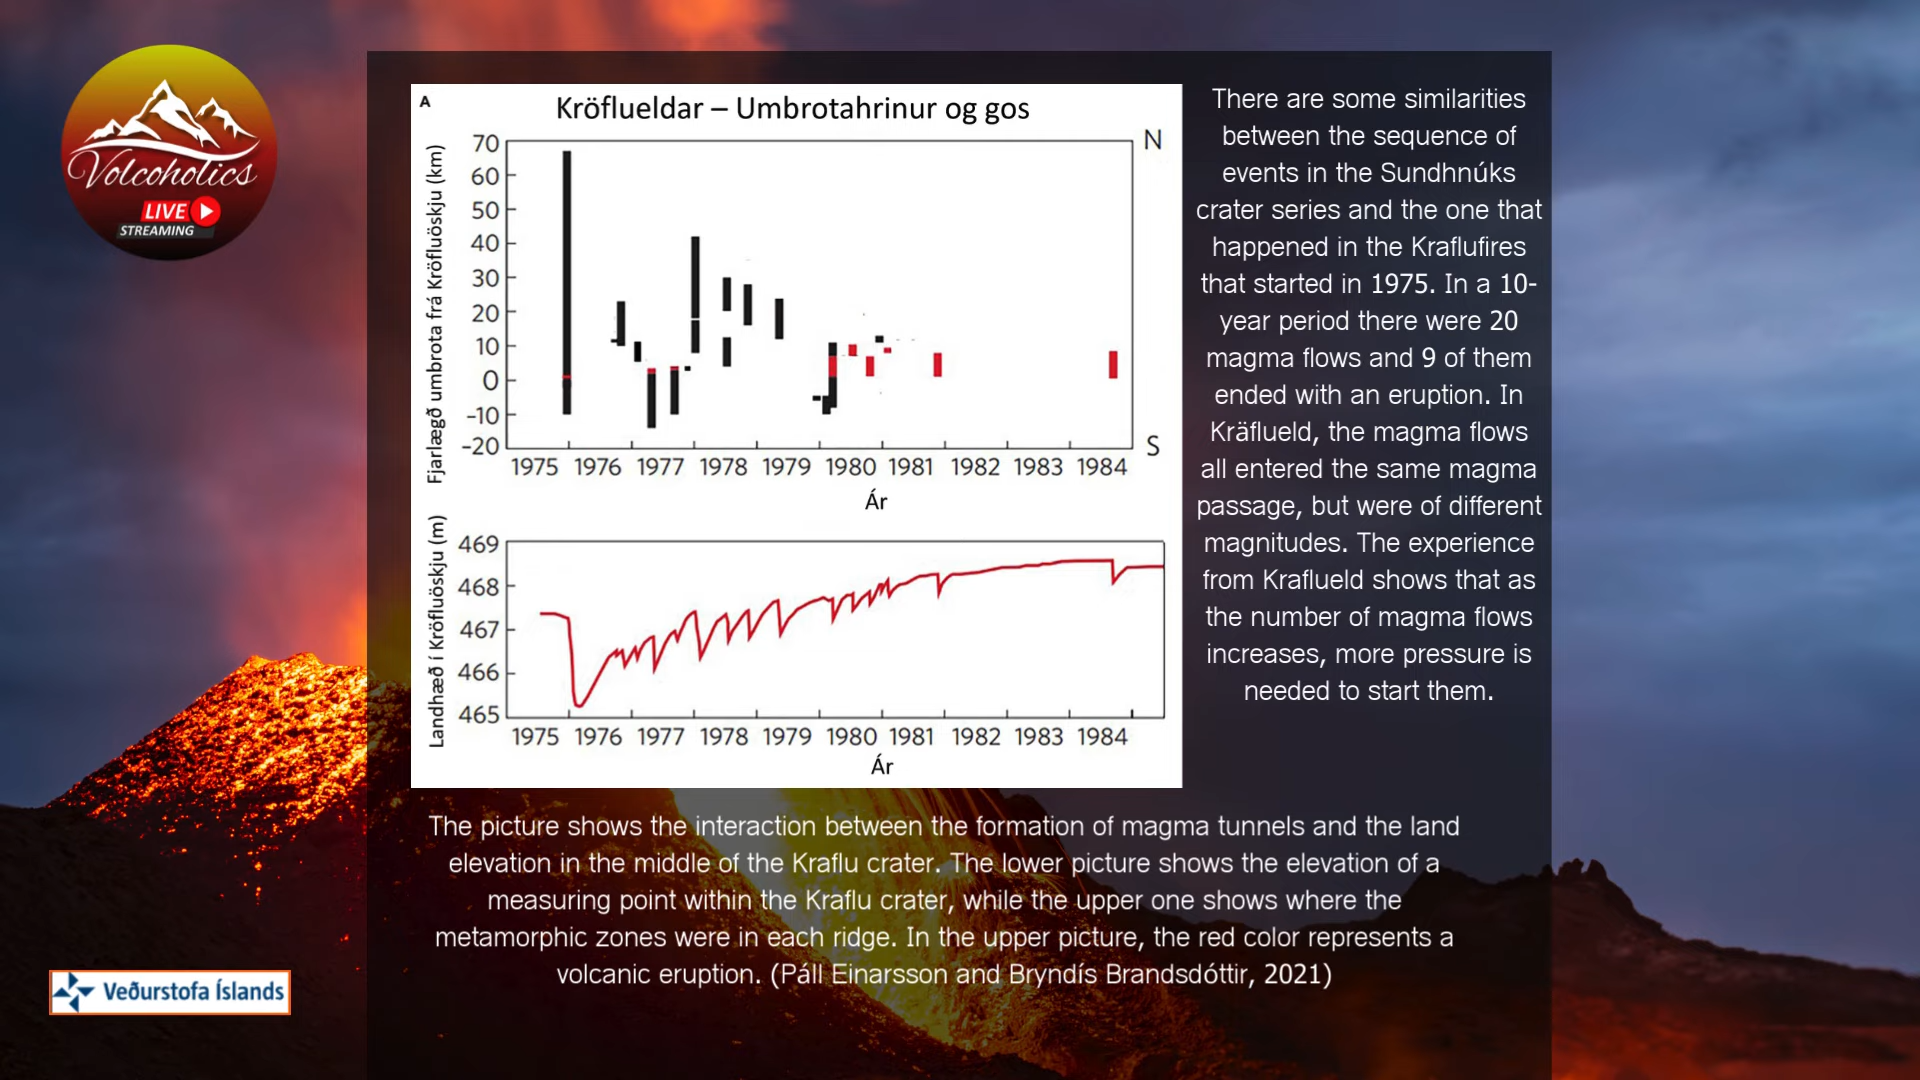 Volcoholics
LIVE
STREAMING
A
Kröflueldar – Umbrotahrinur og gos
Fjarlægð umbrota frá Kröfluöskju (km)
70
60
50
40
30
20
10
0
-10
-20
N
S
1975 1976 1977 1978 1979 1980 1981 1982 1983 1984
Ár
Landhæð í Kröfluöskju (m)
469
468
467
466
465
1975 1976 1977 1978 1979 1980 1981 1982 1983 1984
Ár
There are some similarities
between the sequence of
events in the Sundhnúks
crater series and the one that
happened in the Kraflufires
that started in 1975. In a 10-
year period there were 20
magma flows and 9 of them
ended with an eruption. In
Kräflueld, the magma flows
all entered the same magma
passage, but were of different
magnitudes. The experience
from Kraflueld shows that as
the number of magma flows
increases, more pressure is
needed to start them.
The picture shows the interaction between the formation of magma tunnels and the land
elevation in the middle of the Kraflu crater. The lower picture shows the elevation of a
measuring point within the Kraflu crater, while the upper one shows where the
metamorphic zones were in each ridge. In the upper picture, the red color represents a
volcanic eruption. (Páll Einarsson and Bryndís Brandsdóttir, 2021)
Veðurstofa Íslands